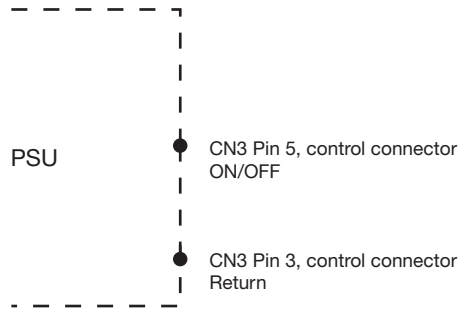 PSU
CN3 Pin 5, control connector
ON/OFF
CN3 Pin 3, control connector
Return